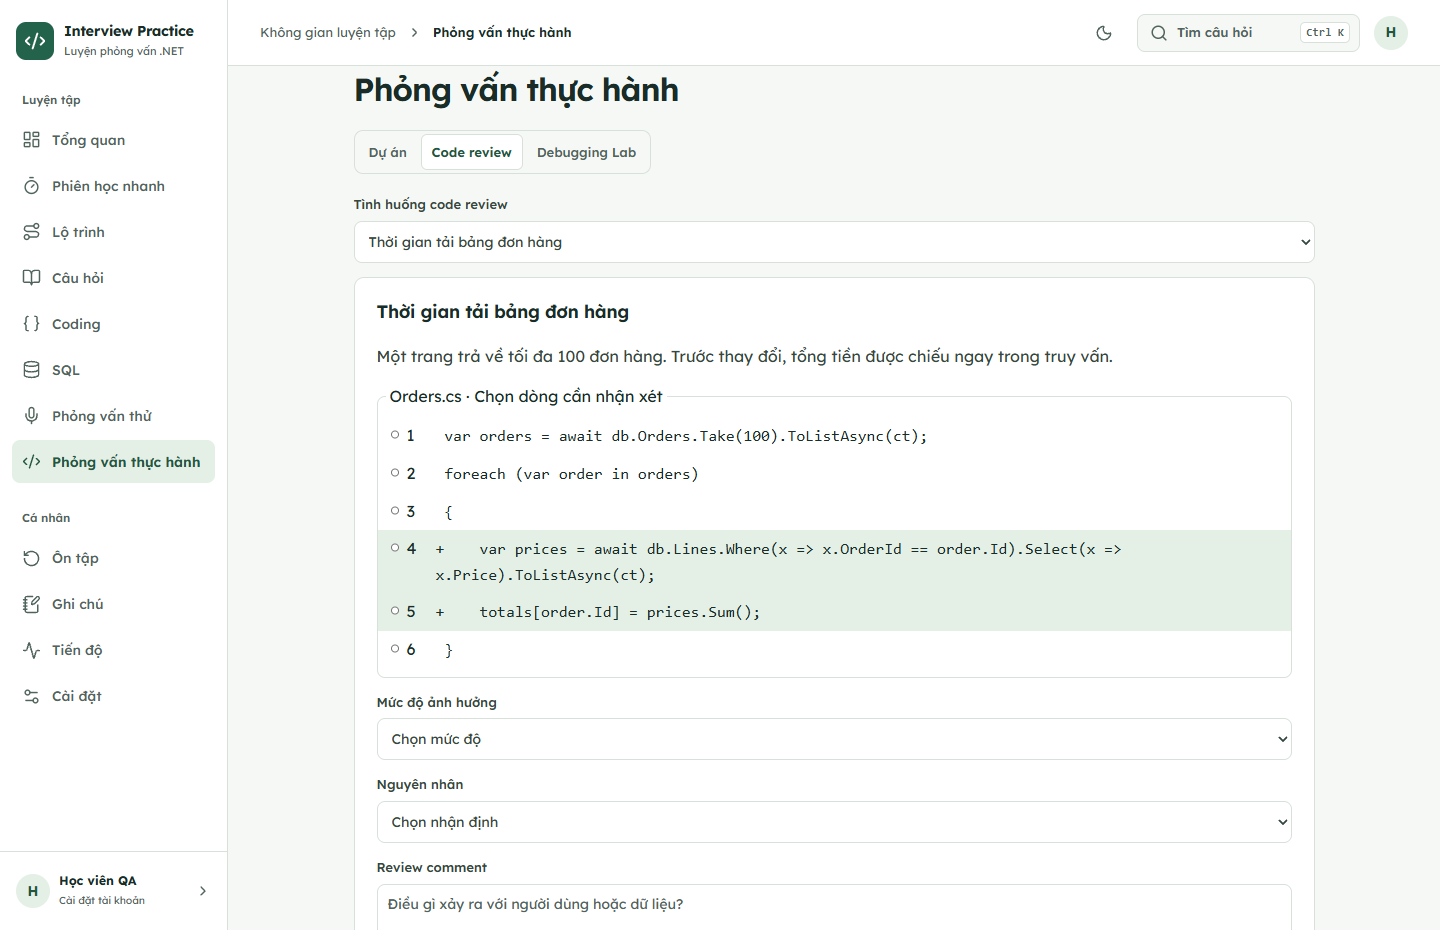 Interview Practice
Luyện phỏng vấn .NET
Luyện tập
Tổng quan
Phiên học nhanh
Lộ trình
Câu hỏi
Coding
SQL
Phỏng vấn thử
Phỏng vấn thực hành
Cá nhân
Ôn tập
Ghi chú
Tiến độ
Cài đặt
H
Học viên QA
Cài đặt tài khoản
Không gian luyện tập > Phỏng vấn thực hành
Tìm câu hỏi
Ctrl K
H
Phỏng vấn thực hành
Dự án
Code review
Debugging Lab
Tình huống code review
Thời gian tải bảng đơn hàng
Thời gian tải bảng đơn hàng
Một trang trả về tối đa 100 đơn hàng. Trước thay đổi, tổng tiền được chiếu ngay trong truy vấn.
Orders.cs · Chọn dòng cần nhận xét
1 var orders = await db.Orders.Take(100).ToListAsync(ct);
2 foreach (var order in orders)
3 {
4 + var prices = await db.Lines.Where(x => x.OrderId == order.Id).Select(x =>
x.Price).ToListAsync(ct);
5 + totals[order.Id] = prices.Sum();
6 }
Mức độ ảnh hưởng
Chọn mức độ
Nguyên nhân
Chọn nhận định
Review comment
Điều gì xảy ra với người dùng hoặc dữ liệu?